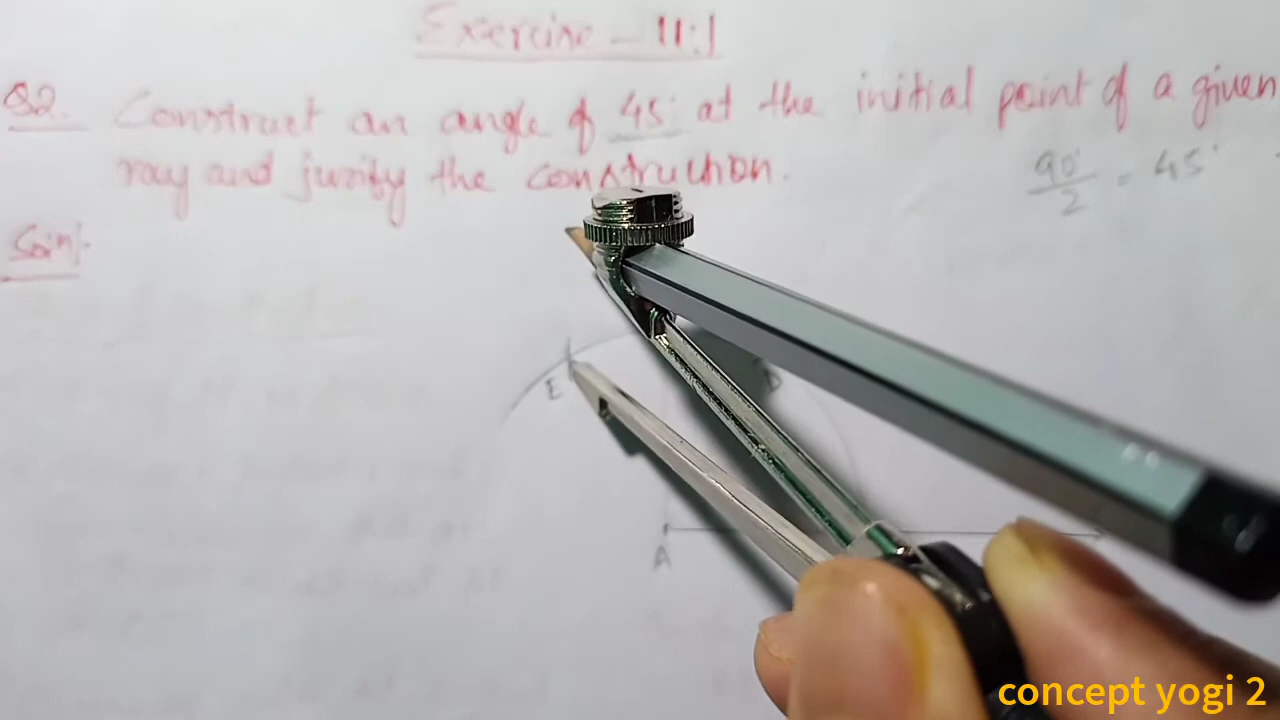 Exercise - 11.1
Q2. Construct an angle of 45° at the initial point of a given
ray and justify the construction.
90°/2 = 45°
Soln:-
E
D
A
concept yogi 2